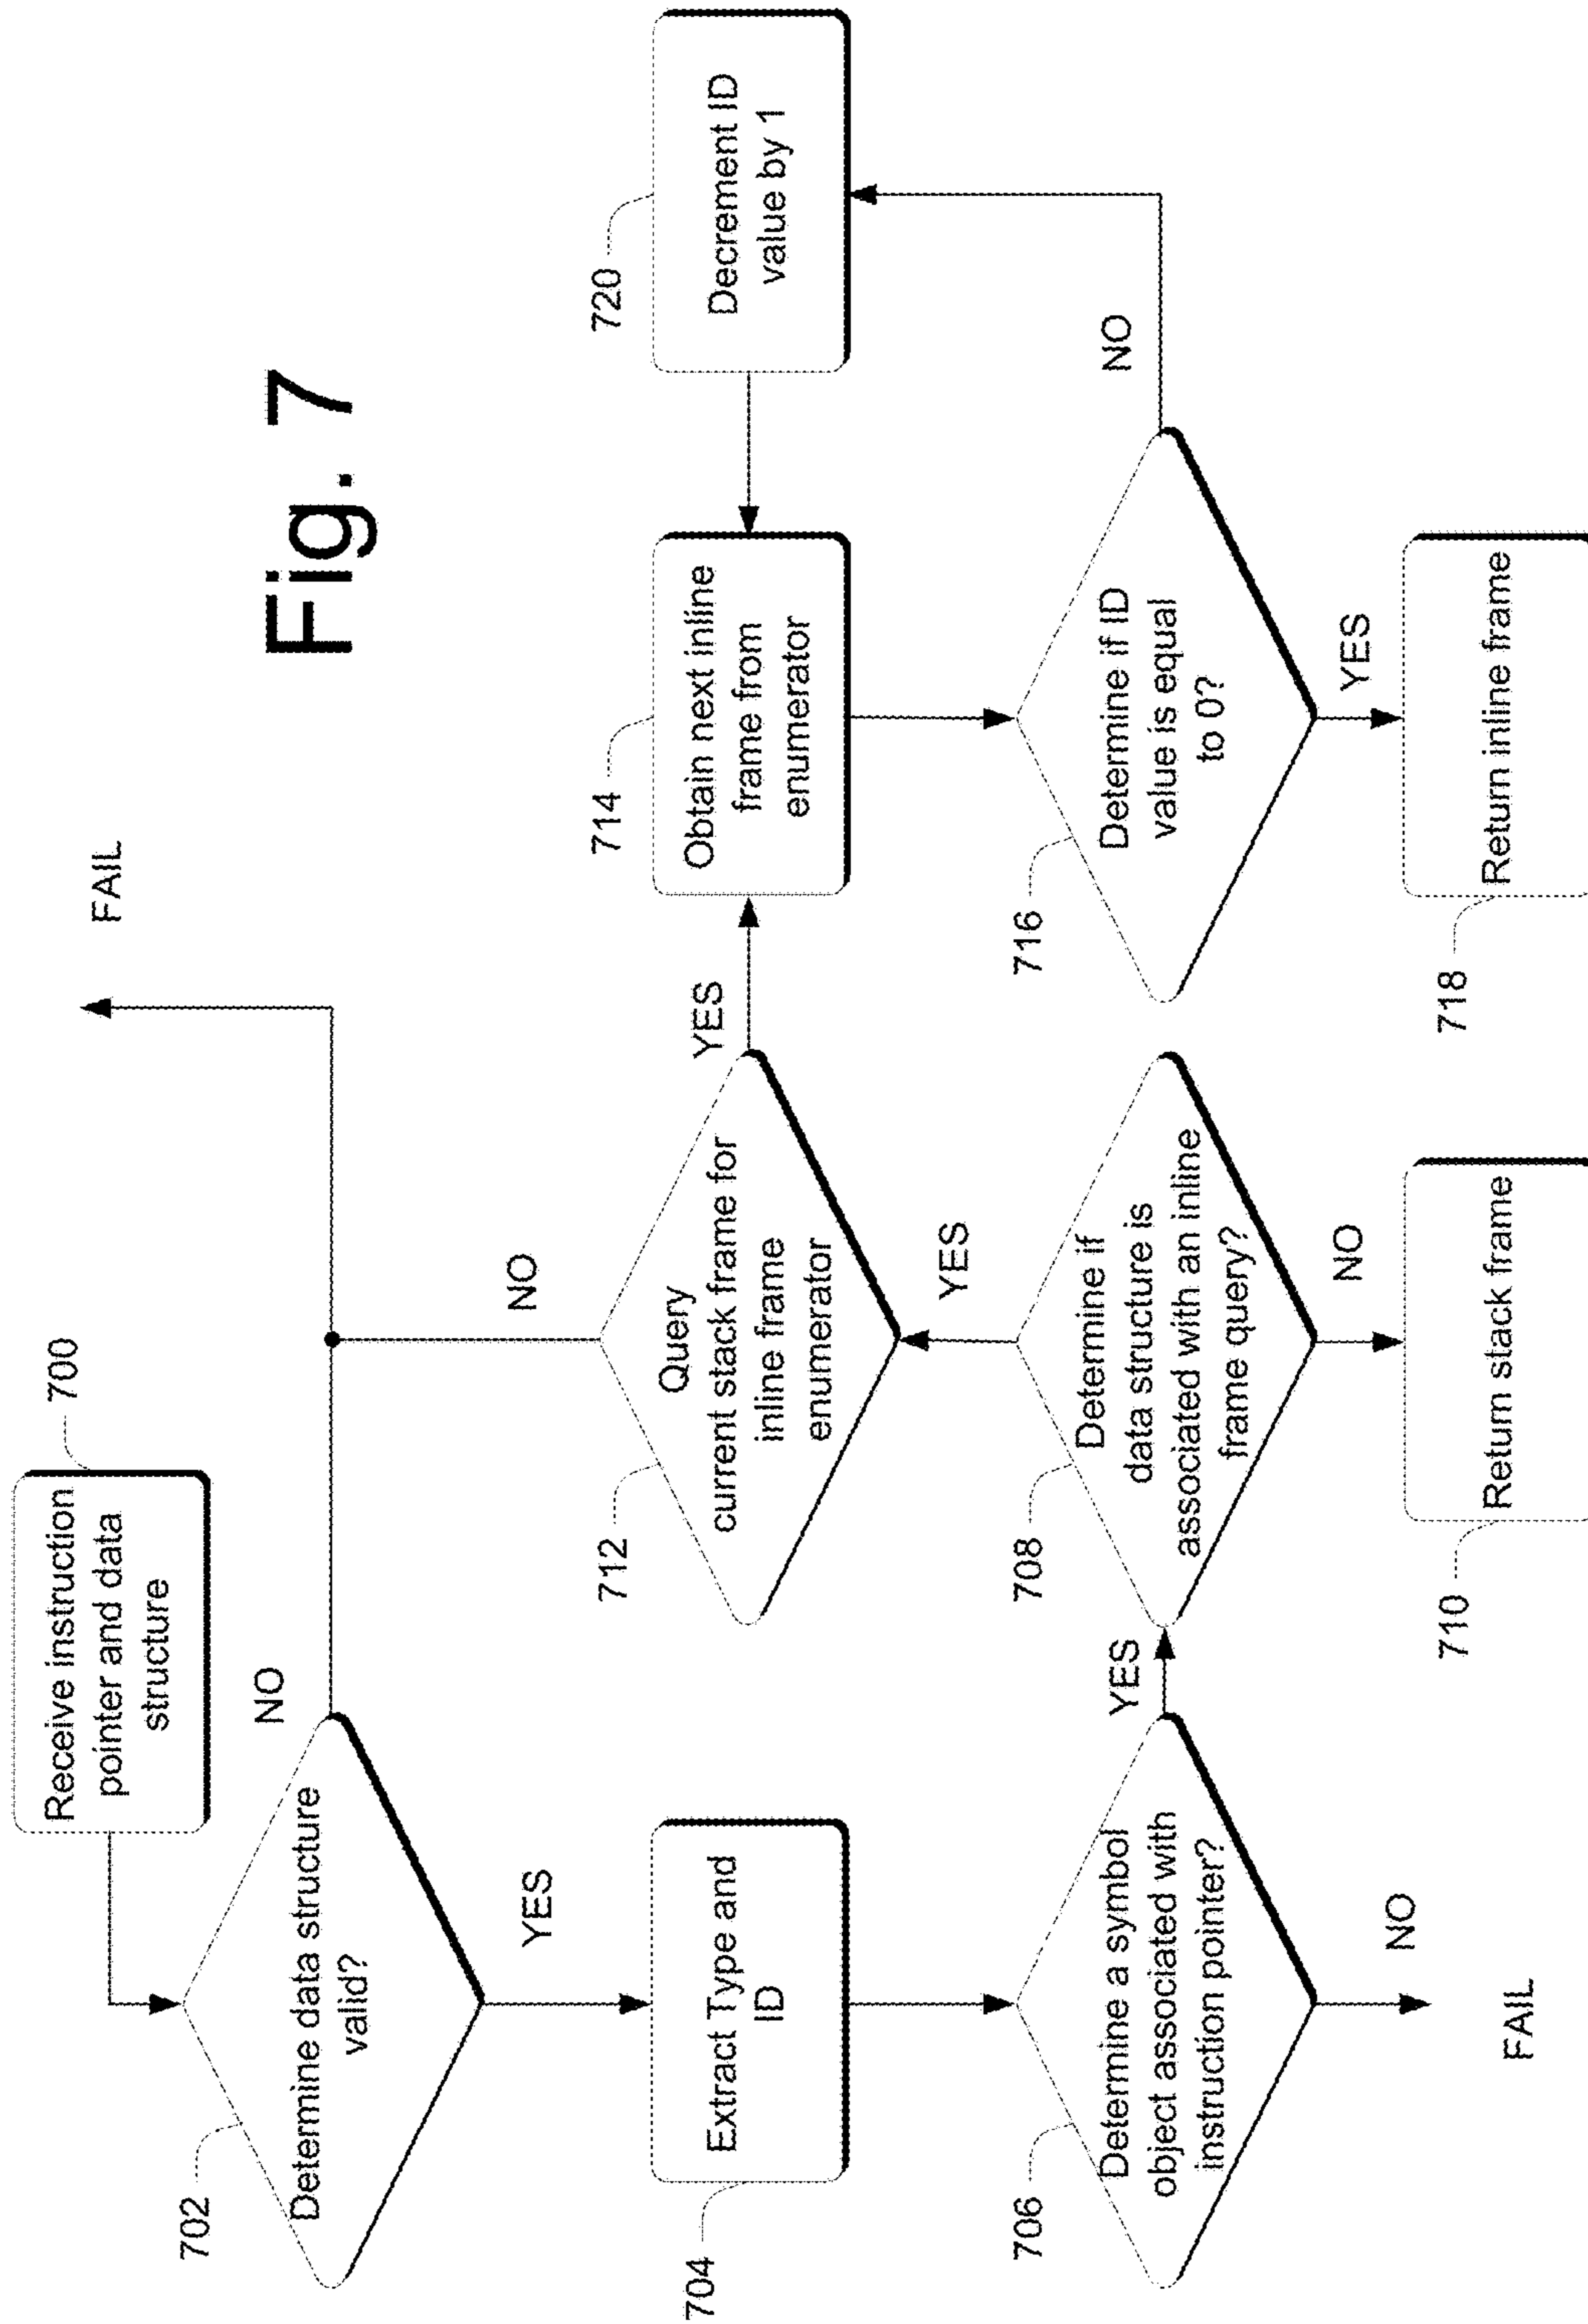 Fig. 7
Receive instruction
pointer and data
structure
700
702
Determine data structure
valid?
NO
FAIL
YES
704
Extract Type and
ID
706
Determine a symbol
object associated with
instruction pointer?
NO
FAIL
YES
708
Determine if
data structure is
associated with an inline
frame query?
NO
710
Return stack frame
YES
712
Query
current stack frame for
inline frame
enumerator
NO
YES
714
Obtain next inline
frame from
enumerator
716
Determine if ID
value is equal
to 0?
YES
718
Return inline frame
NO
720
Decrement ID
value by 1